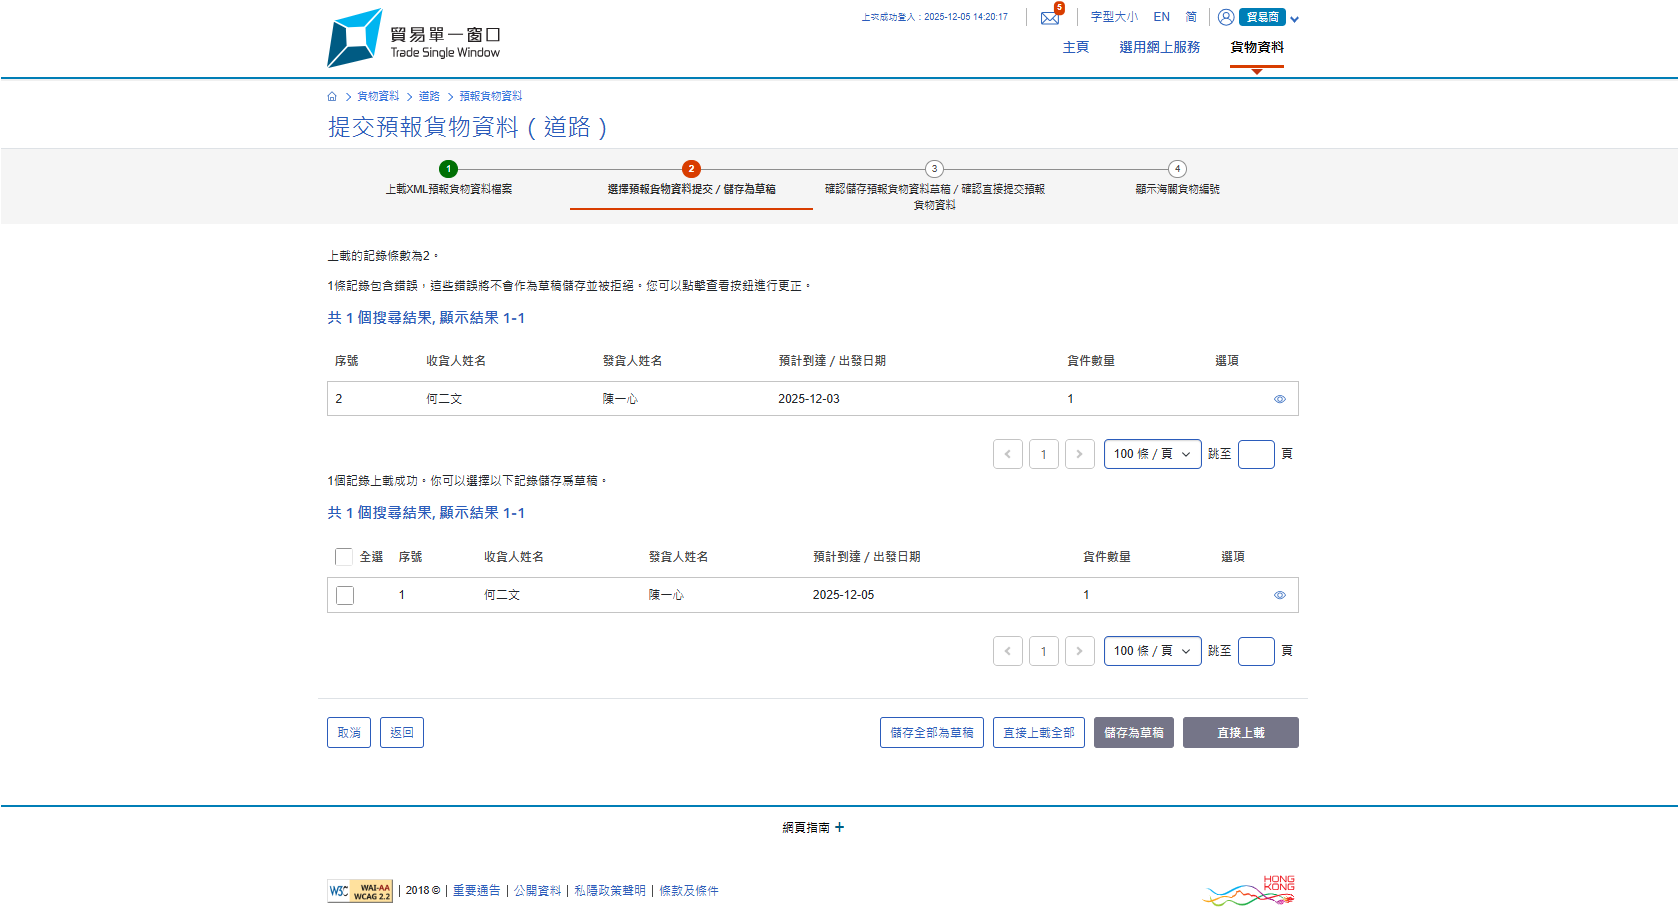 貿易單一窗口
Trade Single Window
上次成功登入：2025-12-05 14:20:17
5
字型大小 EN 简 貿易商
主頁 選用網上服務 貨物資料
貨物資料 道路 預報貨物資料
提交預報貨物資料 ( 道路 )
1 2 3 4
上載XML預報貨物資料檔案
選擇預報貨物資料提交 / 儲存為草稿
確認儲存預報貨物資料草稿 / 確認直接提交預報
貨物資料
顯示海關貨物編號
上載的記錄條數為2。
1條記錄包含錯誤，這些錯誤將不會作為草稿儲存並被拒絕。您可以點擊查看按鈕進行更正。
共 1 個搜尋結果, 顯示結果 1-1
序號 收貨人姓名 發貨人姓名 預計到達 / 出發日期 貨件數量 選項
2 何二文 陳一心 2025-12-03 1
1 100 條 / 頁 跳至 頁
1個記錄上載成功。你可以選擇以下記錄儲存爲草稿。
共 1 個搜尋結果, 顯示結果 1-1
全選 序號 收貨人姓名 發貨人姓名 預計到達 / 出發日期 貨件數量 選項
1 何二文 陳一心 2025-12-05 1
1 100 條 / 頁 跳至 頁
取消 返回 儲存全部為草稿 直接上載全部 儲存為草稿 直接上載
網頁指南 +
W3C WAI-AA WCAG 2.2 | 2018 © | 重要通告 | 公開資料 | 私隱政策聲明 | 條款及條件
HONG
KONG